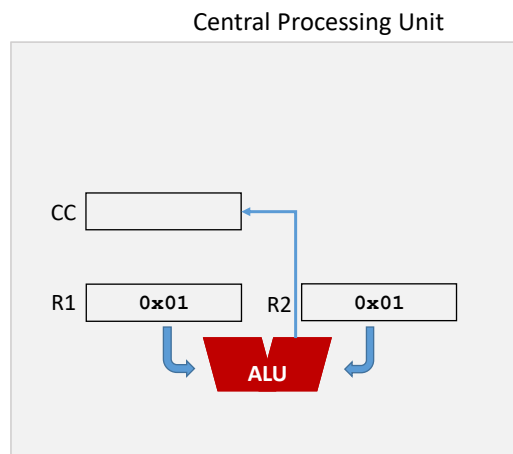 Central Processing Unit
CC
R1 0x01 R2 0x01
ALU